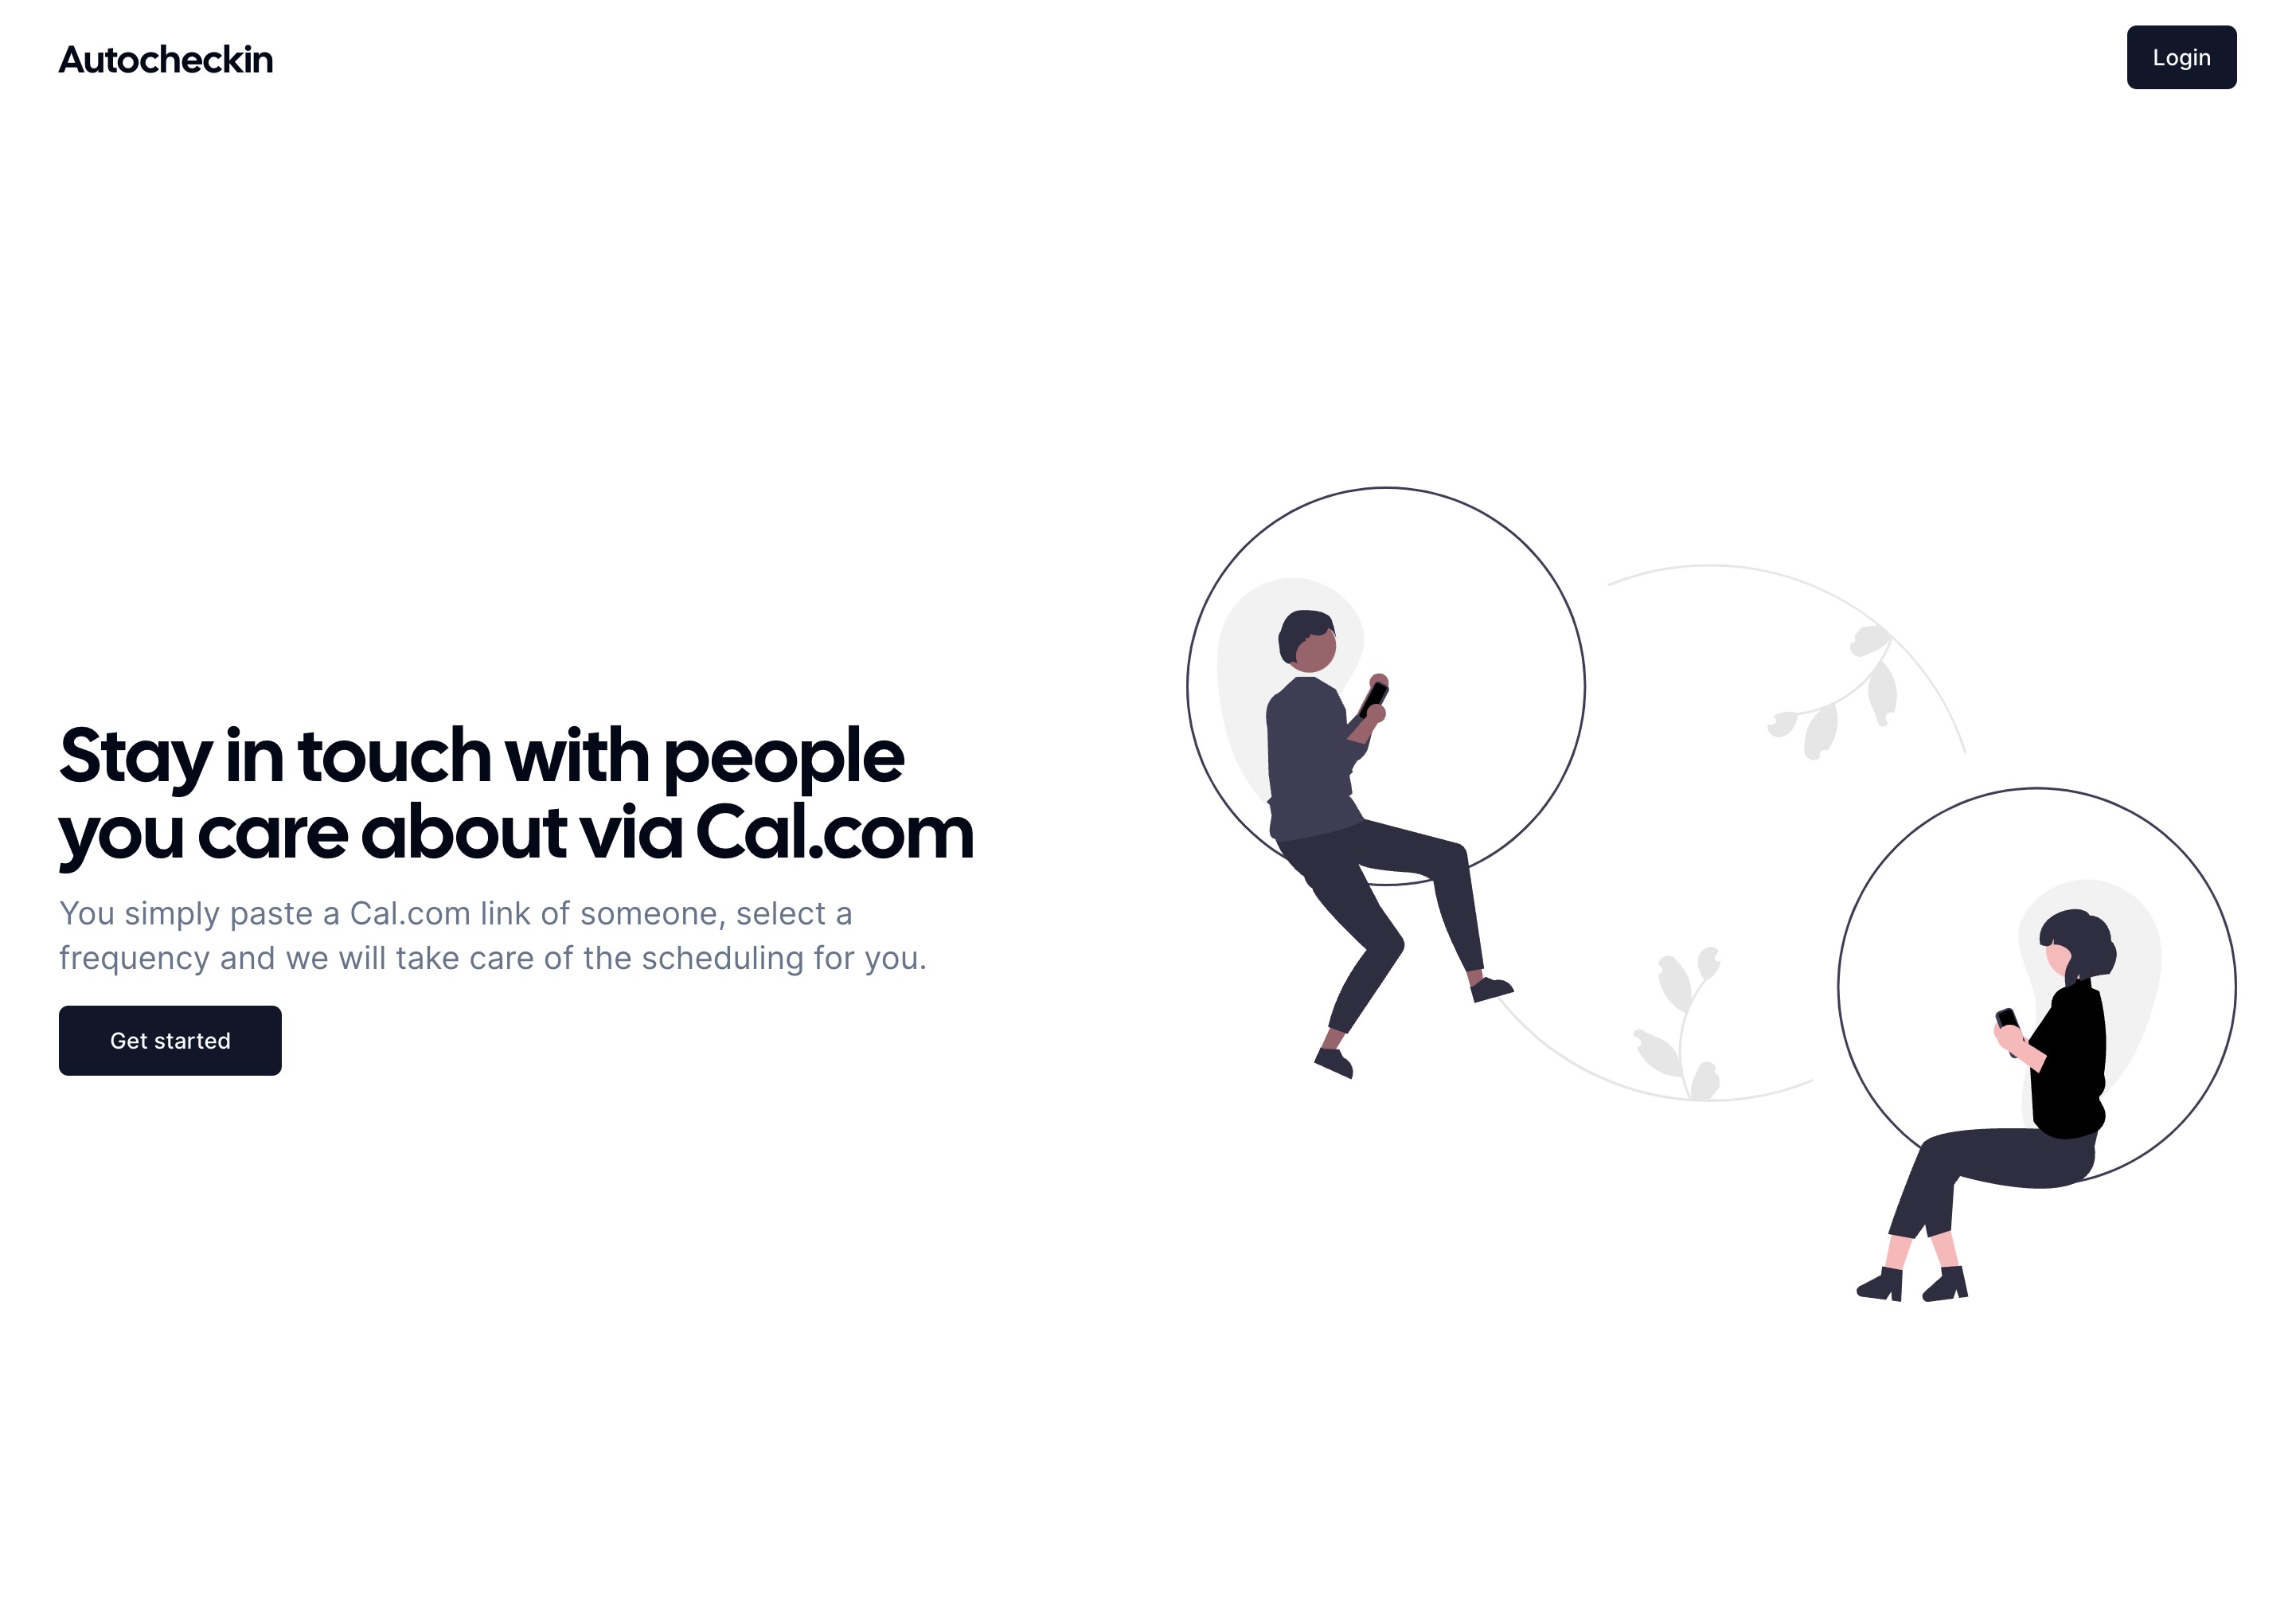 Autocheckin
Login
Stay in touch with people
you care about via Cal.com
You simply paste a Cal.com link of someone, select a
frequency and we will take care of the scheduling for you.
Get started